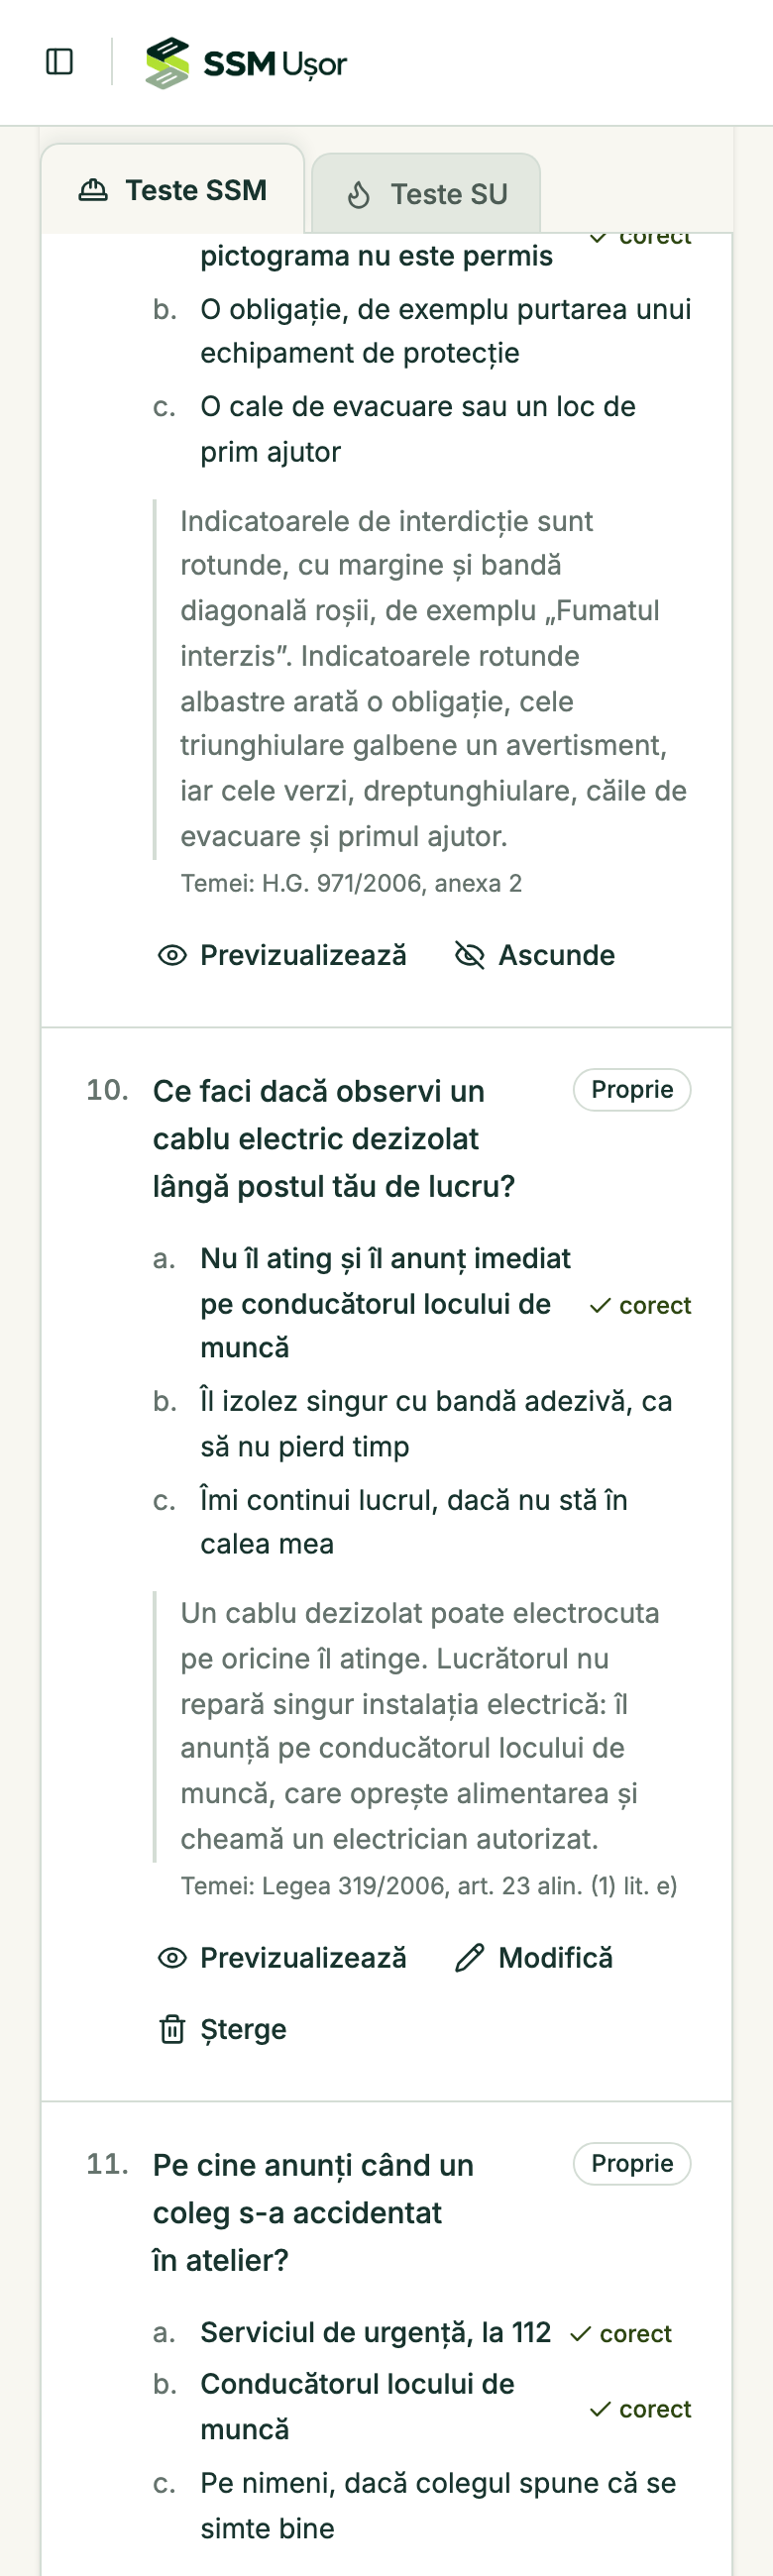 SSM Ușor
Teste SSM
Teste SU
pictograma nu este permis
corect
b. O obligație, de exemplu purtarea unui
echipament de protecție
c. O cale de evacuare sau un loc de
prim ajutor
Indicatoarele de interdicție sunt
rotunde, cu margine și bandă
diagonală roșii, de exemplu „Fumatul
interzis”. Indicatoarele rotunde
albastre arată o obligație, cele
triunghiulare galbene un avertisment,
iar cele verzi, dreptunghiulare, căile de
evacuare și primul ajutor.
Temei: H.G. 971/2006, anexa 2
Previzualizează Ascunde
10. Ce faci dacă observi un Proprie
cablu electric dezizolat
lângă postul tău de lucru?
a. Nu îl ating și îl anunț imediat
pe conducătorul locului de corect
muncă
b. Îl izolez singur cu bandă adezivă, ca
să nu pierd timp
c. Îmi continui lucrul, dacă nu stă în
calea mea
Un cablu dezizolat poate electrocuta
pe oricine îl atinge. Lucrătorul nu
repară singur instalația electrică: îl
anunță pe conducătorul locului de
muncă, care oprește alimentarea și
cheamă un electrician autorizat.
Temei: Legea 319/2006, art. 23 alin. (1) lit. e)
Previzualizează Modifică
Șterge
11. Pe cine anunți când un Proprie
coleg s-a accidentat
în atelier?
a. Serviciul de urgență, la 112 corect
b. Conducătorul locului de
muncă corect
c. Pe nimeni, dacă colegul spune că se
simte bine